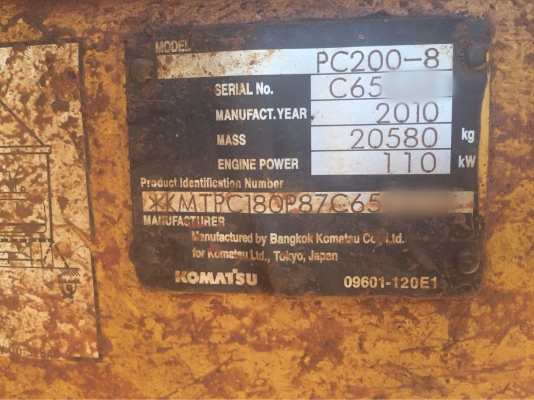 MODEL PC200-8
SERIAL No. C65
MANUFACT.YEAR 2010
MASS 20580 kg
ENGINE POWER 110 kW
Product Identification Number
*KMTPC180P87C65
MANUFACTURER
Manufactured by Bangkok Komatsu Co., Ltd.
for Komatsu Ltd., Tokyo, Japan
KOMATSU 09601-120E1